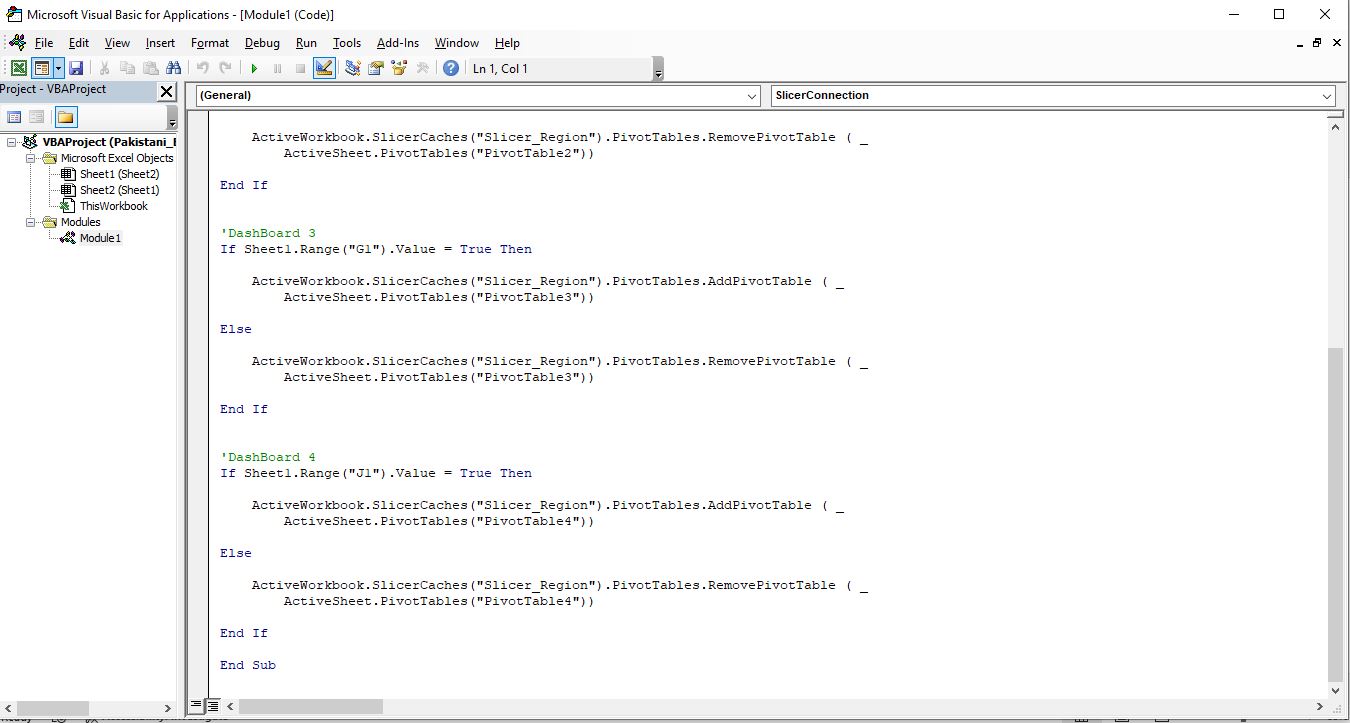 Microsoft Visual Basic for Applications - [Module1 (Code)]
File Edit View Insert Format Debug Run Tools Add-Ins Window Help
Ln 1, Col 1
Project - VBAProject
(General)
SlicerConnection
VBAProject (Pakistani_
Microsoft Excel Objects
Sheet1 (Sheet2)
Sheet2 (Sheet1)
ThisWorkbook
Modules
Module1
ActiveWorkbook.SlicerCaches("Slicer_Region").PivotTables.RemovePivotTable ( _
ActiveSheet.PivotTables("PivotTable2"))
End If
'DashBoard 3
If Sheet1.Range("G1").Value = True Then
ActiveWorkbook.SlicerCaches("Slicer_Region").PivotTables.AddPivotTable ( _
ActiveSheet.PivotTables("PivotTable3"))
Else
ActiveWorkbook.SlicerCaches("Slicer_Region").PivotTables.RemovePivotTable ( _
ActiveSheet.PivotTables("PivotTable3"))
End If
'DashBoard 4
If Sheet1.Range("J1").Value = True Then
ActiveWorkbook.SlicerCaches("Slicer_Region").PivotTables.AddPivotTable ( _
ActiveSheet.PivotTables("PivotTable4"))
Else
ActiveWorkbook.SlicerCaches("Slicer_Region").PivotTables.RemovePivotTable ( _
ActiveSheet.PivotTables("PivotTable4"))
End If
End Sub